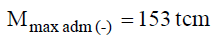 M max adm (-) = 153 tcm